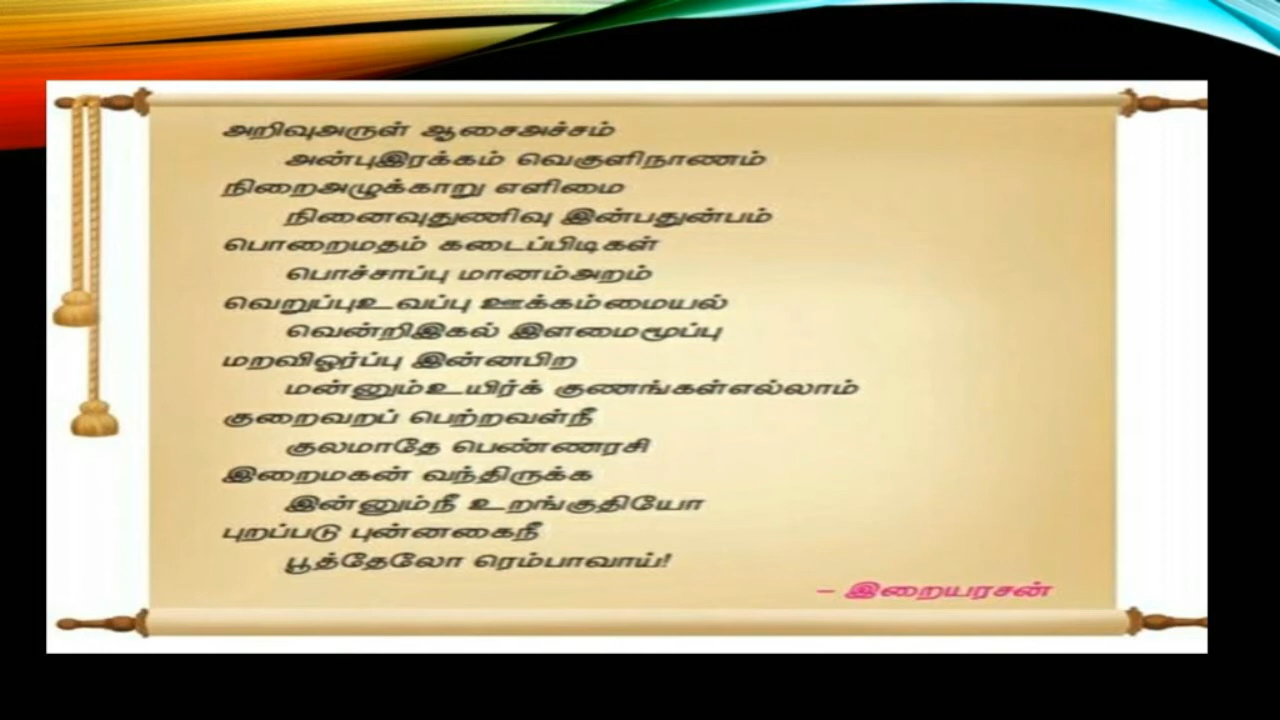 அறிவுஅருள் ஆசைஅச்சம்
அன்புஇரக்கம் வெகுளிநாணம்
நிறைஅழுக்காறு எளிமை
நினைவுதுணிவு இன்பதுன்பம்
பொறைமதம் கடைப்பிடிகள்
பொச்சாப்பு மானம்அறம்
வெறுப்புஉவப்பு ஊக்கம்மையல்
வென்றிஇகல் இளமைமூப்பு
மறவிஓர்ப்பு இன்னபிற
மன்னும்உயிர்க் குணங்கள்எல்லாம்
குறைவறப் பெற்றவள்நீ
குலமாதே பெண்ணரசி
இறைமகன் வந்திருக்க
இன்னும்நீ உறங்குதியோ
புறப்படு புன்னகைநீ
பூத்தேலோ ரெம்பாவாய்!
– இறையரசன்